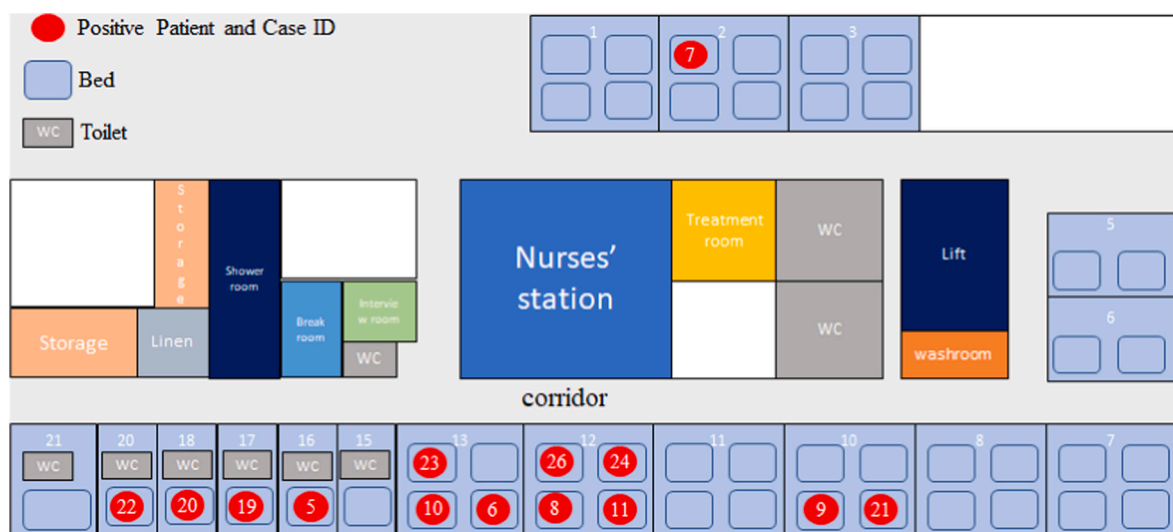 Positive Patient and Case ID
Bed
WC Toilet
1 2 3
7
Storage
Shower
room
Storage
Linen
Break
room
Intervie
w room
WC
Nurses'
station
Treatment
room
WC
WC
Lift
washroom
5
6
corridor
21 20 18 17 16 15 13 12 11 10 8 7
WC WC WC WC WC WC
23 26 24
22 20 19 5 10 6 8 11 9 21